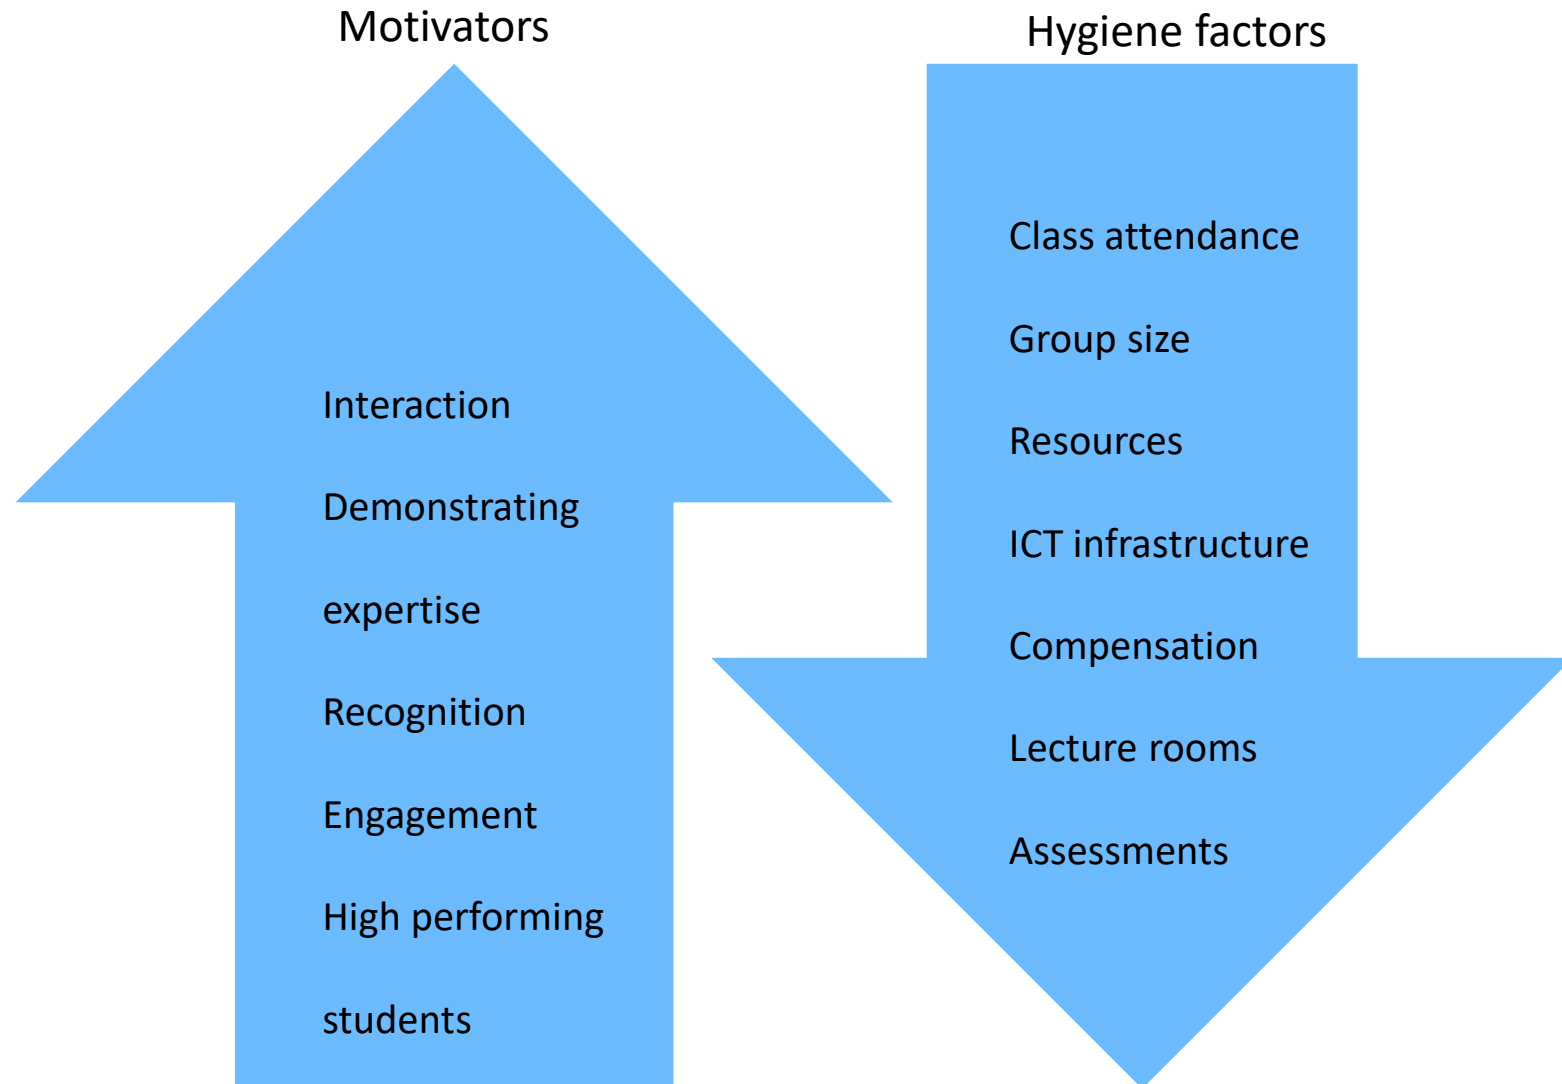 Motivators
Interaction
Demonstrating
expertise
Recognition
Engagement
High performing
students
Hygiene factors
Class attendance
Group size
Resources
ICT infrastructure
Compensation
Lecture rooms
Assessments